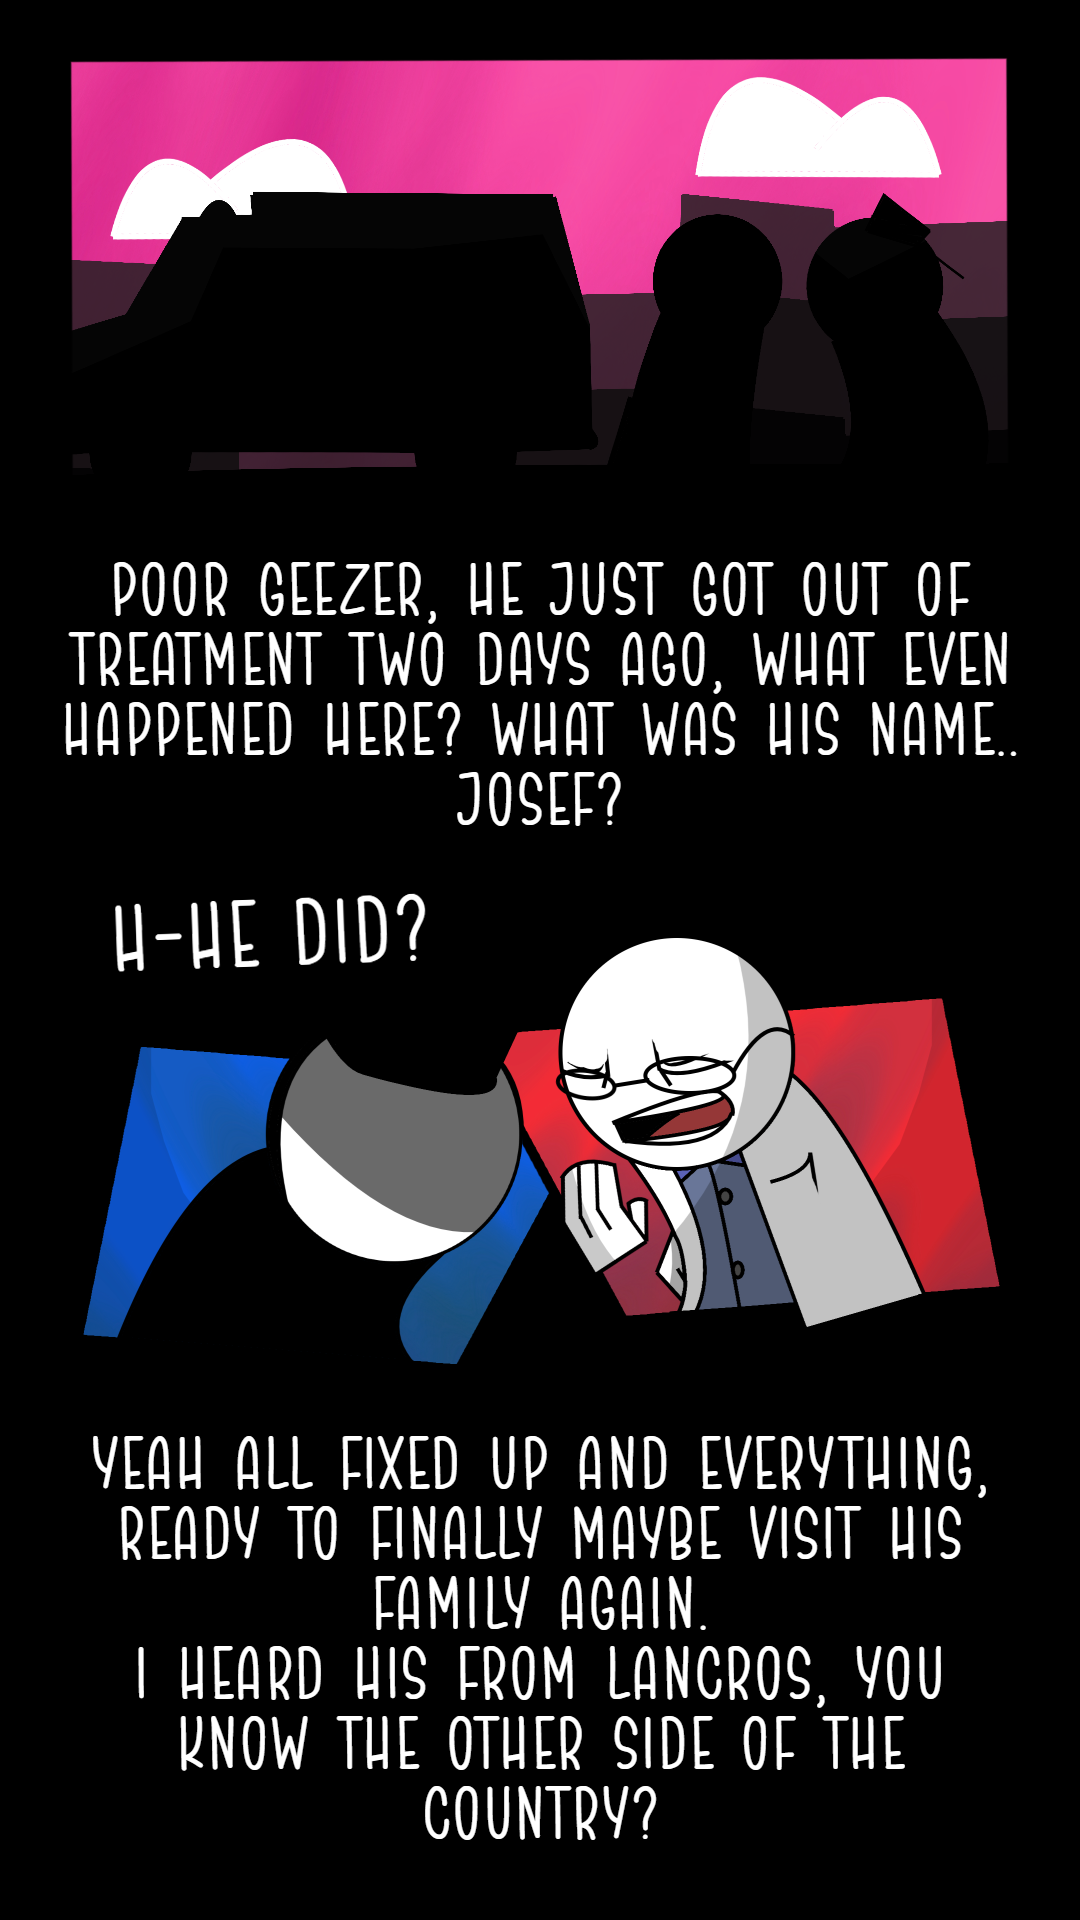 POOR GEEZER, HE JUST GOT OUT OF
TREATMENT TWO DAYS AGO, WHAT EVEN
HAPPENED HERE? WHAT WAS HIS NAME..
JOSEF?
H-HE DID?
YEAH ALL FIXED UP AND EVERYTHING,
READY TO FINALLY MAYBE VISIT HIS
FAMILY AGAIN.
I HEARD HIS FROM LANCROS, YOU
KNOW THE OTHER SIDE OF THE
COUNTRY?